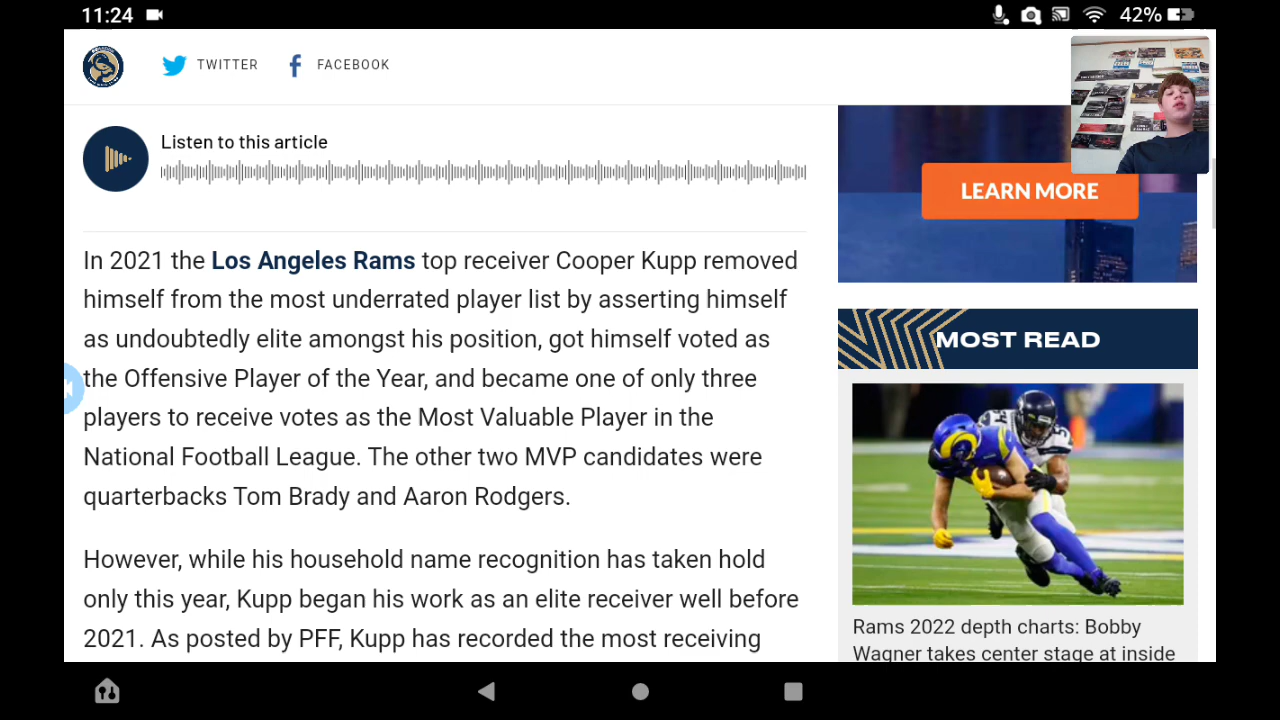 11:24
42%
TWITTER
FACEBOOK
Listen to this article
LEARN MORE
In 2021 the Los Angeles Rams top receiver Cooper Kupp removed
himself from the most underrated player list by asserting himself
as undoubtedly elite amongst his position, got himself voted as
the Offensive Player of the Year, and became one of only three
players to receive votes as the Most Valuable Player in the
National Football League. The other two MVP candidates were
quarterbacks Tom Brady and Aaron Rodgers.
However, while his household name recognition has taken hold
only this year, Kupp began his work as an elite receiver well before
2021. As posted by PFF, Kupp has recorded the most receiving
MOST READ
Rams 2022 depth charts: Bobby
Wagner takes center stage at inside